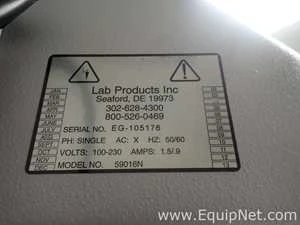 Lab Products Inc
Seaford, DE 19973
302-628-4300
800-526-0469
SERIAL NO. EG-105176
PH: SINGLE AC: X HZ: 50/60
VOLTS: 100-230 AMPS: 1.5/.9
MODEL NO. 59016N
JAN
FEB
MAR
APR
MAY
JUNE
JULY
AUG
SEPT
OCT
NOV
DEC
www.EquipNet.com